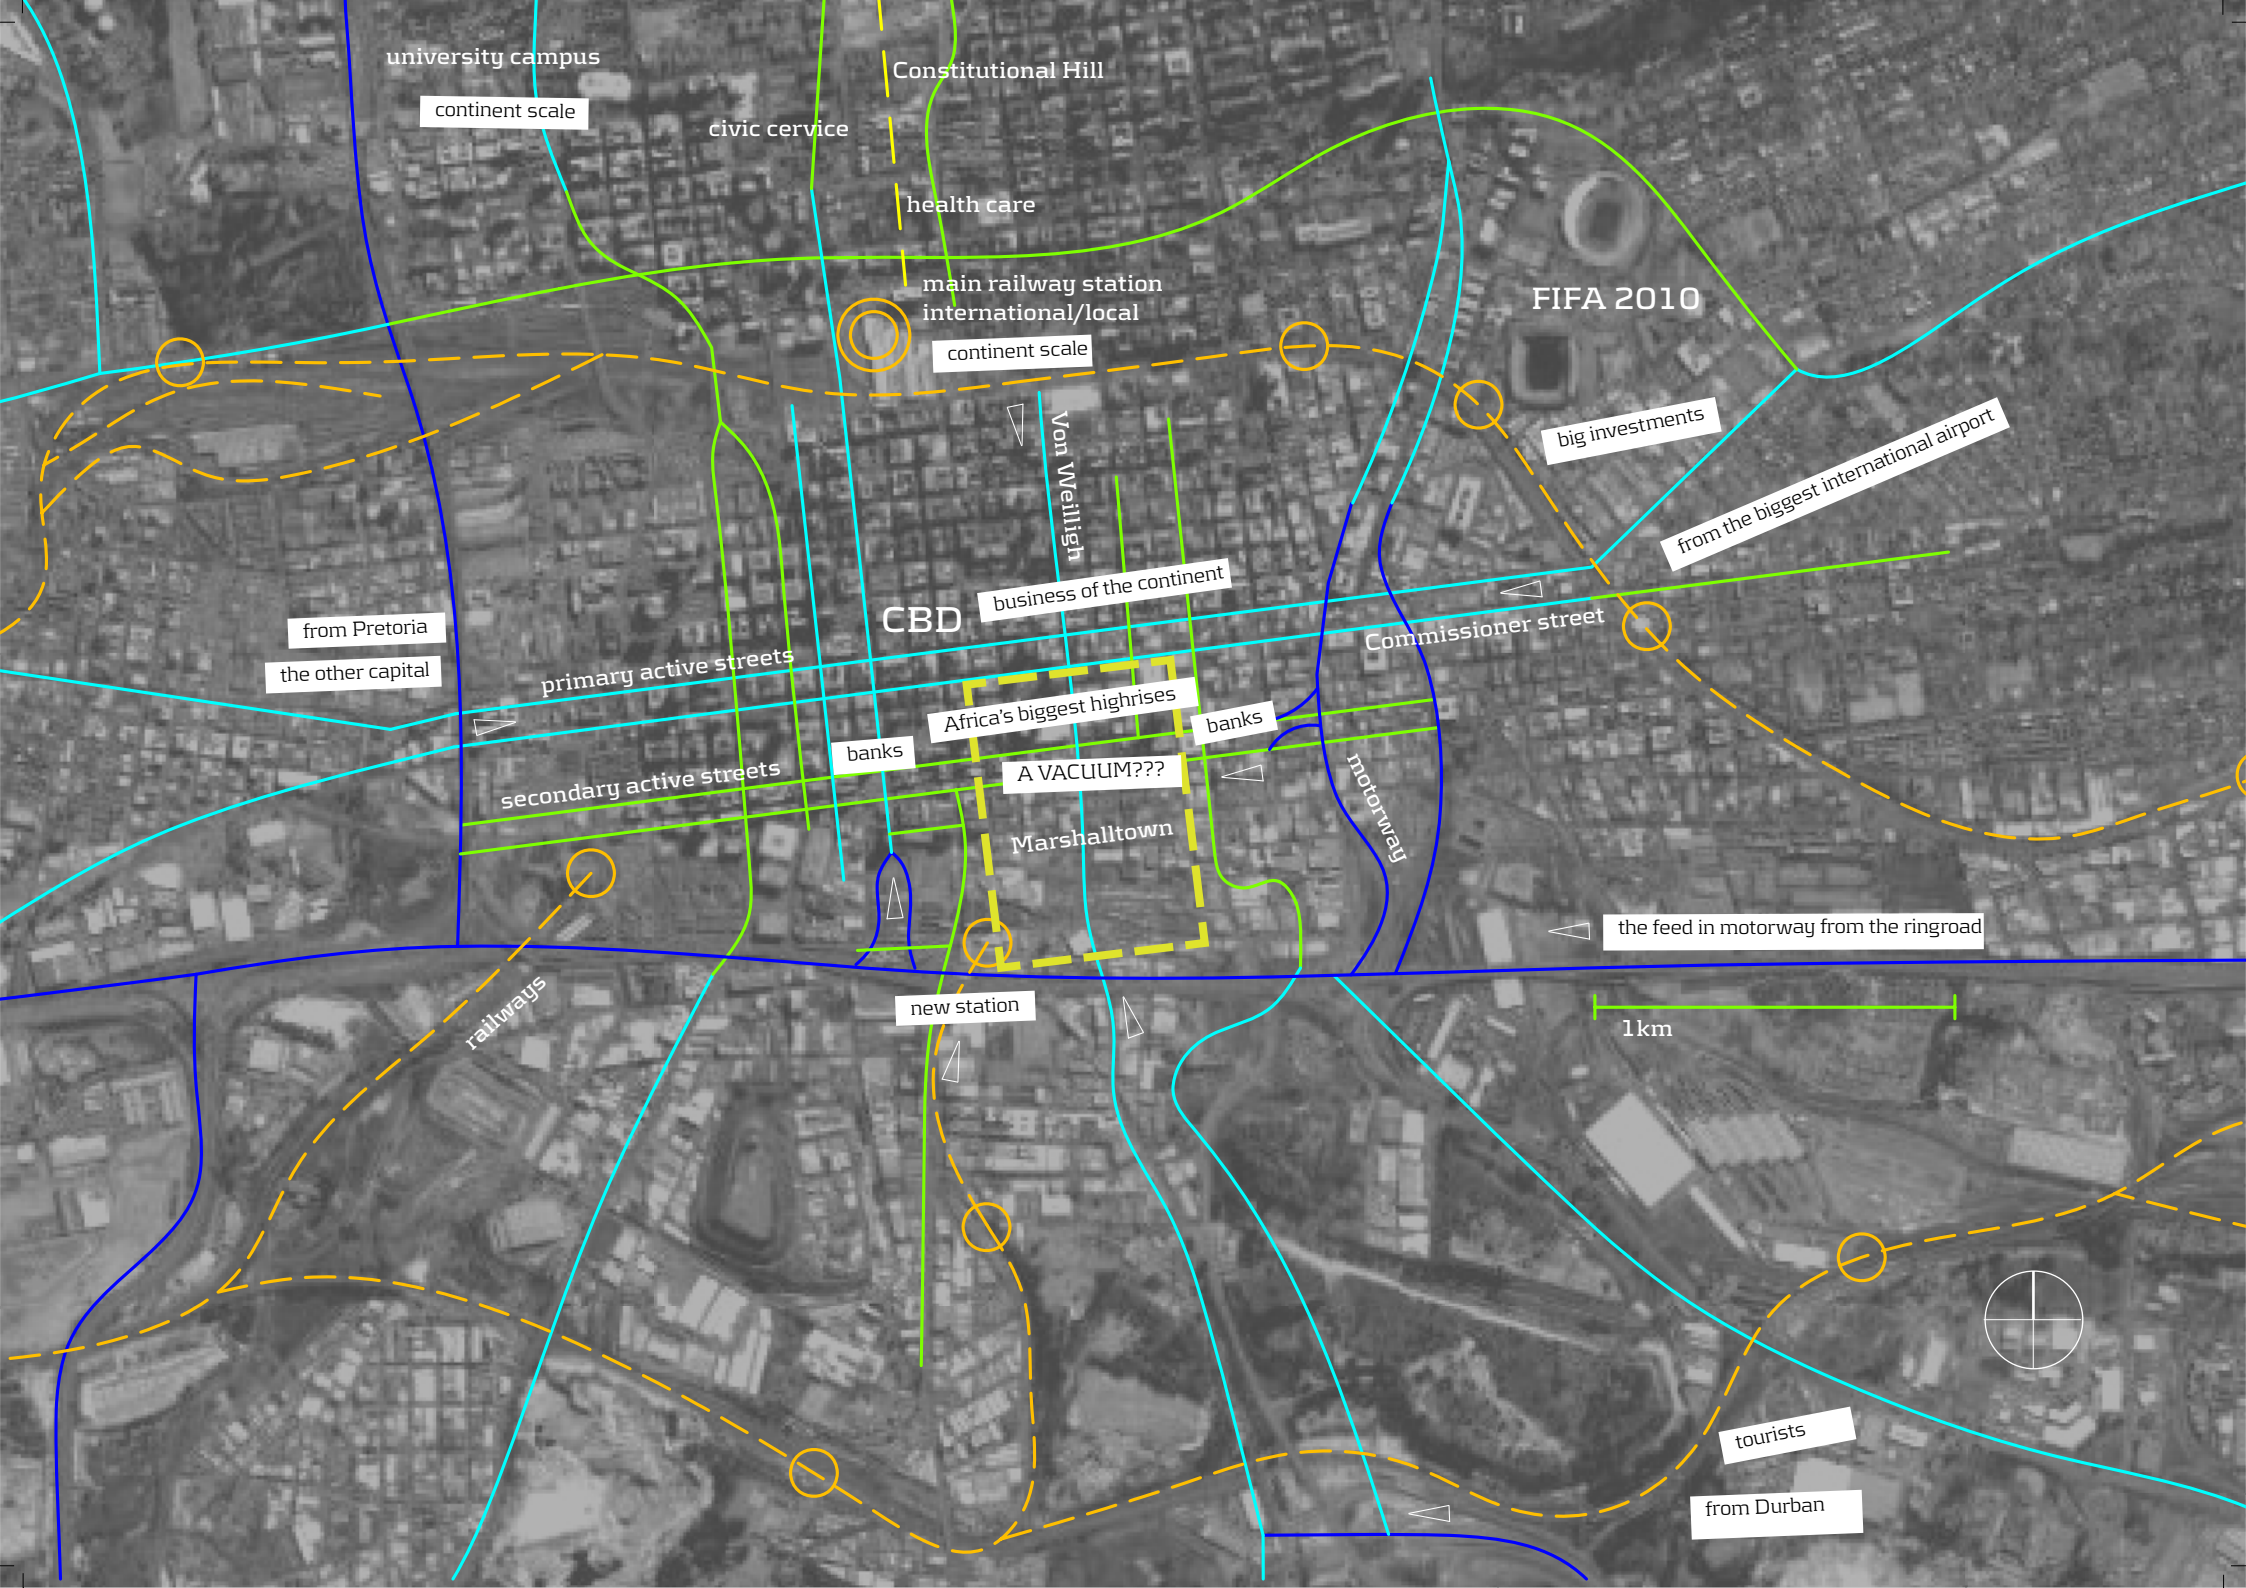 university campus
Constitutional Hill
continent scale
civic cervice
health care
main railway station
international/local
continent scale
FIFA 2010
big investments
from the biggest international airport
Von Weilligh
business of the continent
CBD
Commissioner street
from Pretoria
the other capital
primary active streets
Africa's biggest highrises
banks
banks
A VACUUM???
secondary active streets
motorway
Marshalltown
the feed in motorway from the ringroad
railways
new station
1km
tourists
from Durban